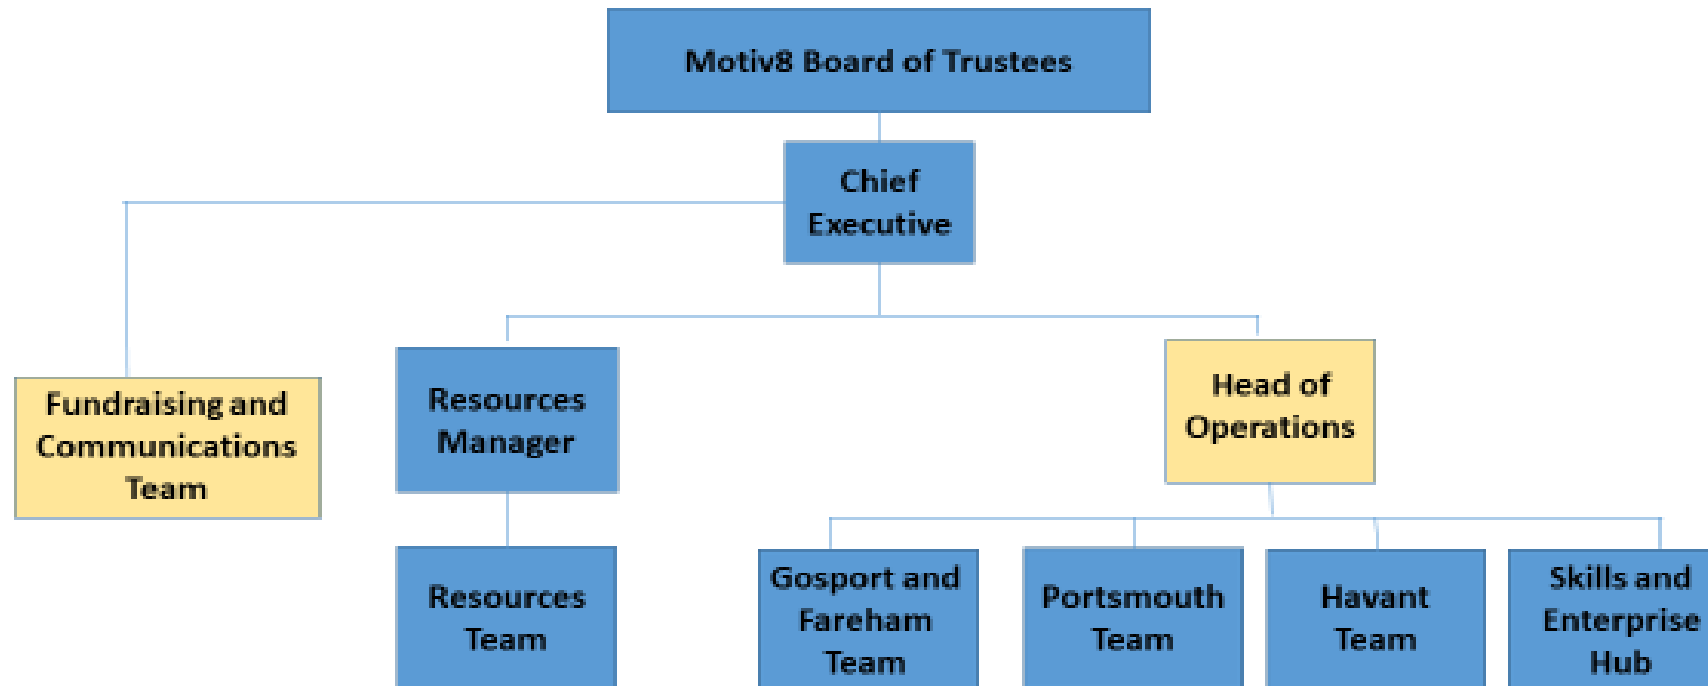 Motiv8 Board of Trustees
Chief
Executive
Fundraising and
Communications
Team
Resources
Manager
Head of
Operations
Resources
Team
Gosport and
Fareham
Team
Portsmouth
Team
Havant
Team
Skills and
Enterprise
Hub